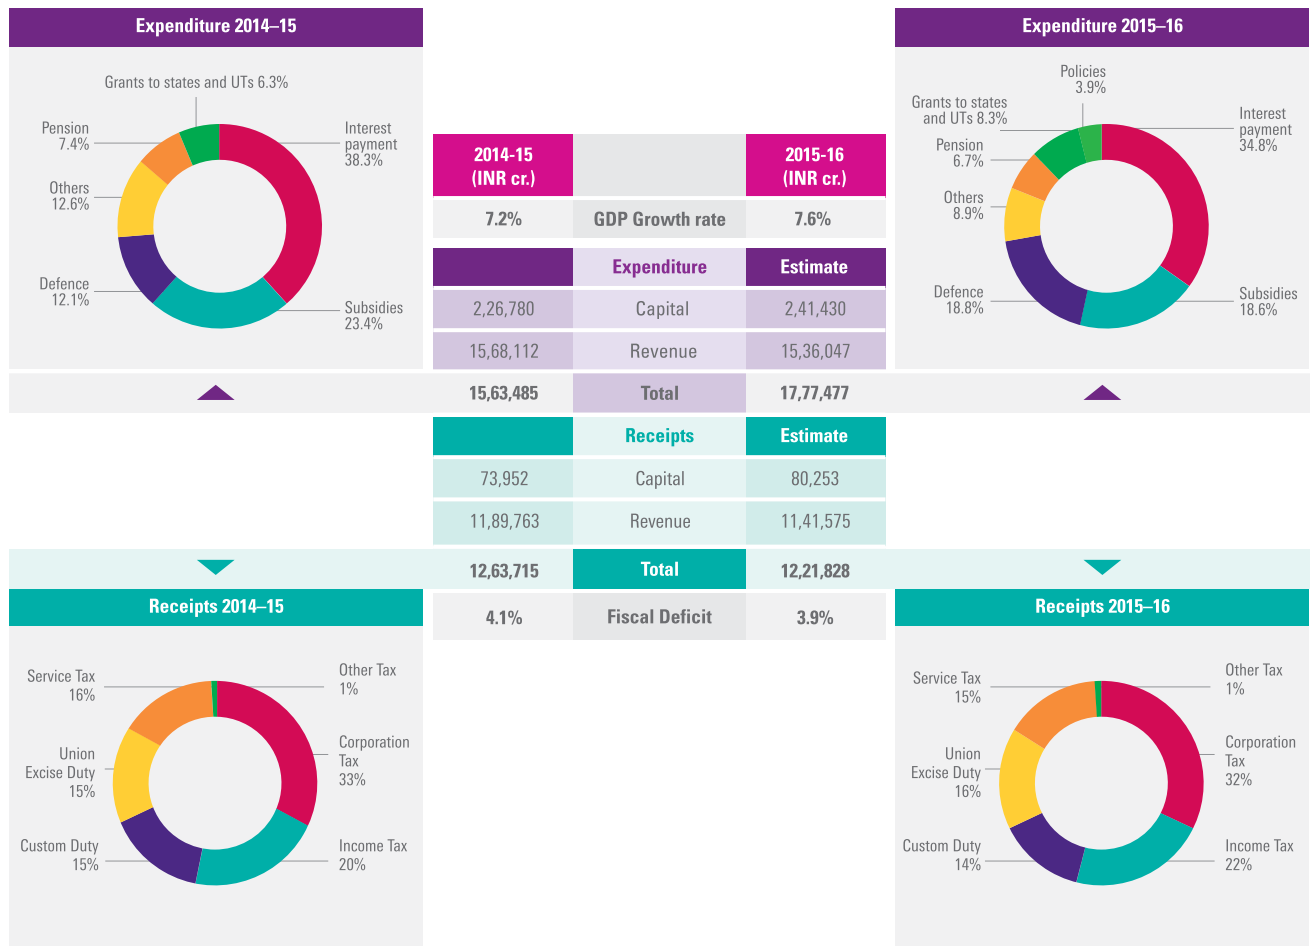 Expenditure 2014–15
Grants to states and UTs 6.3%
Pension
7.4%
Interest
payment
38.3%
Others
12.6%
Defence
12.1%
Subsidies
23.4%
Expenditure 2015–16
Policies
3.9%
Grants to states
and UTs 8.3%
Interest
payment
34.8%
Pension
6.7%
Others
8.9%
Defence
18.8%
Subsidies
18.6%
2014-15
(INR cr.)
2015-16
(INR cr.)
7.2% GDP Growth rate 7.6%
Expenditure Estimate
2,26,780 Capital 2,41,430
15,68,112 Revenue 15,36,047
15,63,485 Total 17,77,477
Receipts Estimate
73,952 Capital 80,253
11,89,763 Revenue 11,41,575
12,63,715 Total 12,21,828
4.1% Fiscal Deficit 3.9%
Receipts 2014–15
Service Tax
16%
Other Tax
1%
Union
Excise Duty
15%
Corporation
Tax
33%
Custom Duty
15%
Income Tax
20%
Receipts 2015–16
Service Tax
15%
Other Tax
1%
Union
Excise Duty
16%
Corporation
Tax
32%
Custom Duty
14%
Income Tax
22%